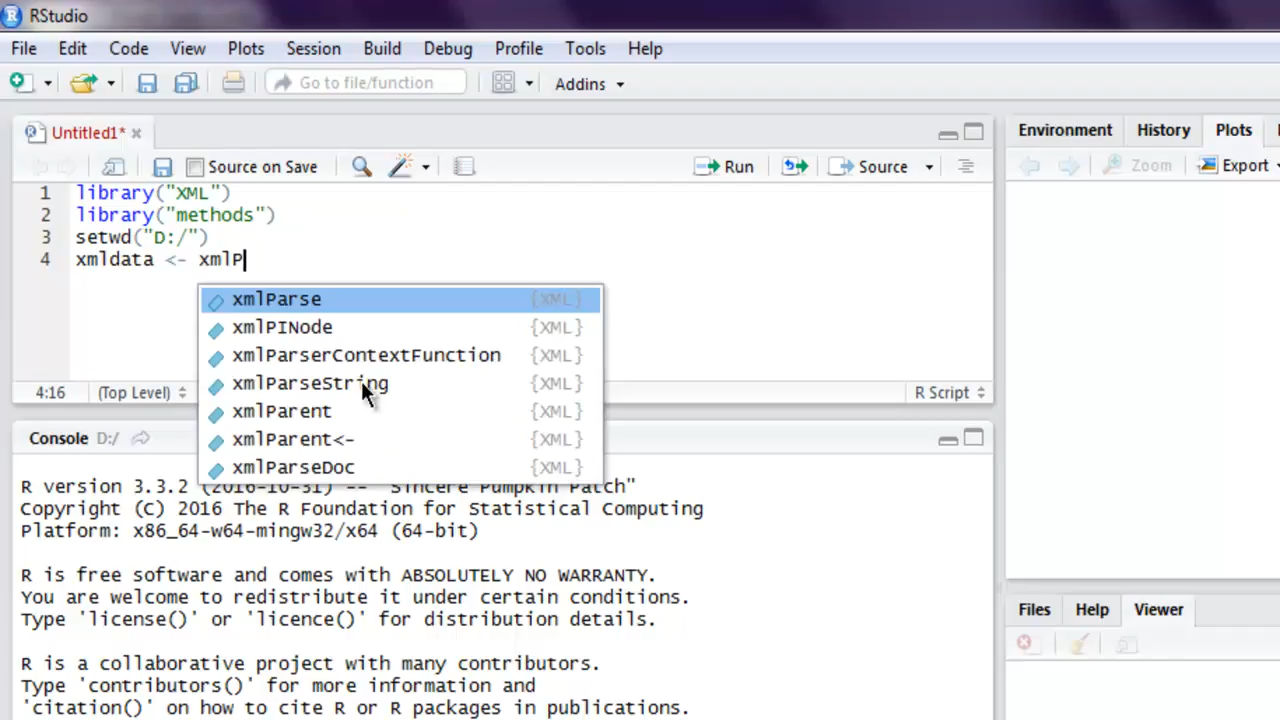 RStudio
File Edit Code View Plots Session Build Debug Profile Tools Help
Go to file/function Addins
Untitled1*
Environment History Plots
Source on Save Run Source
Zoom Export
1 library("XML")
2 library("methods")
3 setwd("D:/")
4 xmldata <- xmlP
xmlParse {XML}
xmlPINode {XML}
xmlParserContextFunction {XML}
xmlParseString {XML}
xmlParent {XML}
xmlParent<- {XML}
xmlParseDoc {XML}
4:16 (Top Level) R Script
Console D:/
R version 3.3.2 (2016-10-31) -- "Sincere Pumpkin Patch"
Copyright (C) 2016 The R Foundation for Statistical Computing
Platform: x86_64-w64-mingw32/x64 (64-bit)
R is free software and comes with ABSOLUTELY NO WARRANTY.
You are welcome to redistribute it under certain conditions.
Type 'license()' or 'licence()' for distribution details.
R is a collaborative project with many contributors.
Type 'contributors()' for more information and
'citation()' on how to cite R or R packages in publications.
Files Help Viewer